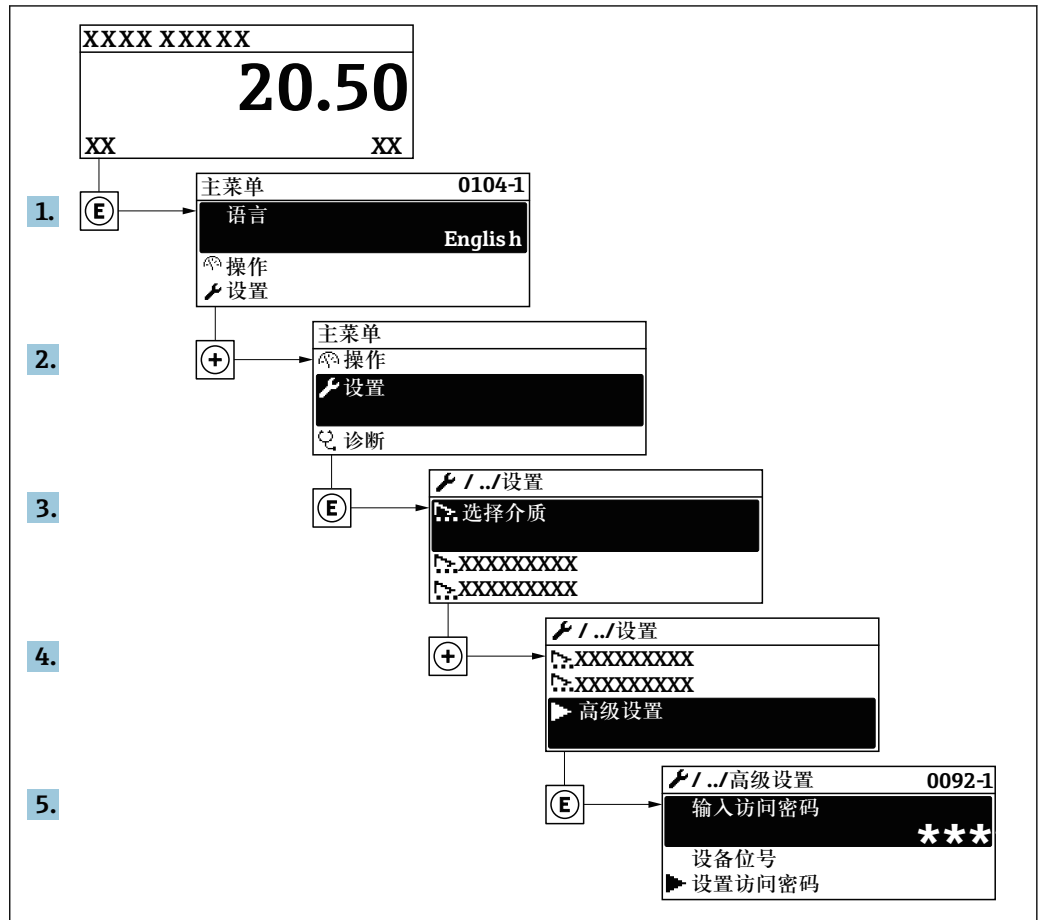 XXXX XXXXX
20.50
XX XX
1. E
主菜单 0104-1
语言
English
操作
设置
2. +
主菜单
操作
设置
诊断
3. E
/ ../设置
选择介质
XXXXXXXXX
XXXXXXXXX
4. +
/ ../设置
XXXXXXXXX
XXXXXXXXX
高级设置
5. E
/ ../高级设置 0092-1
输入访问密码
***
设备位号
设置访问密码